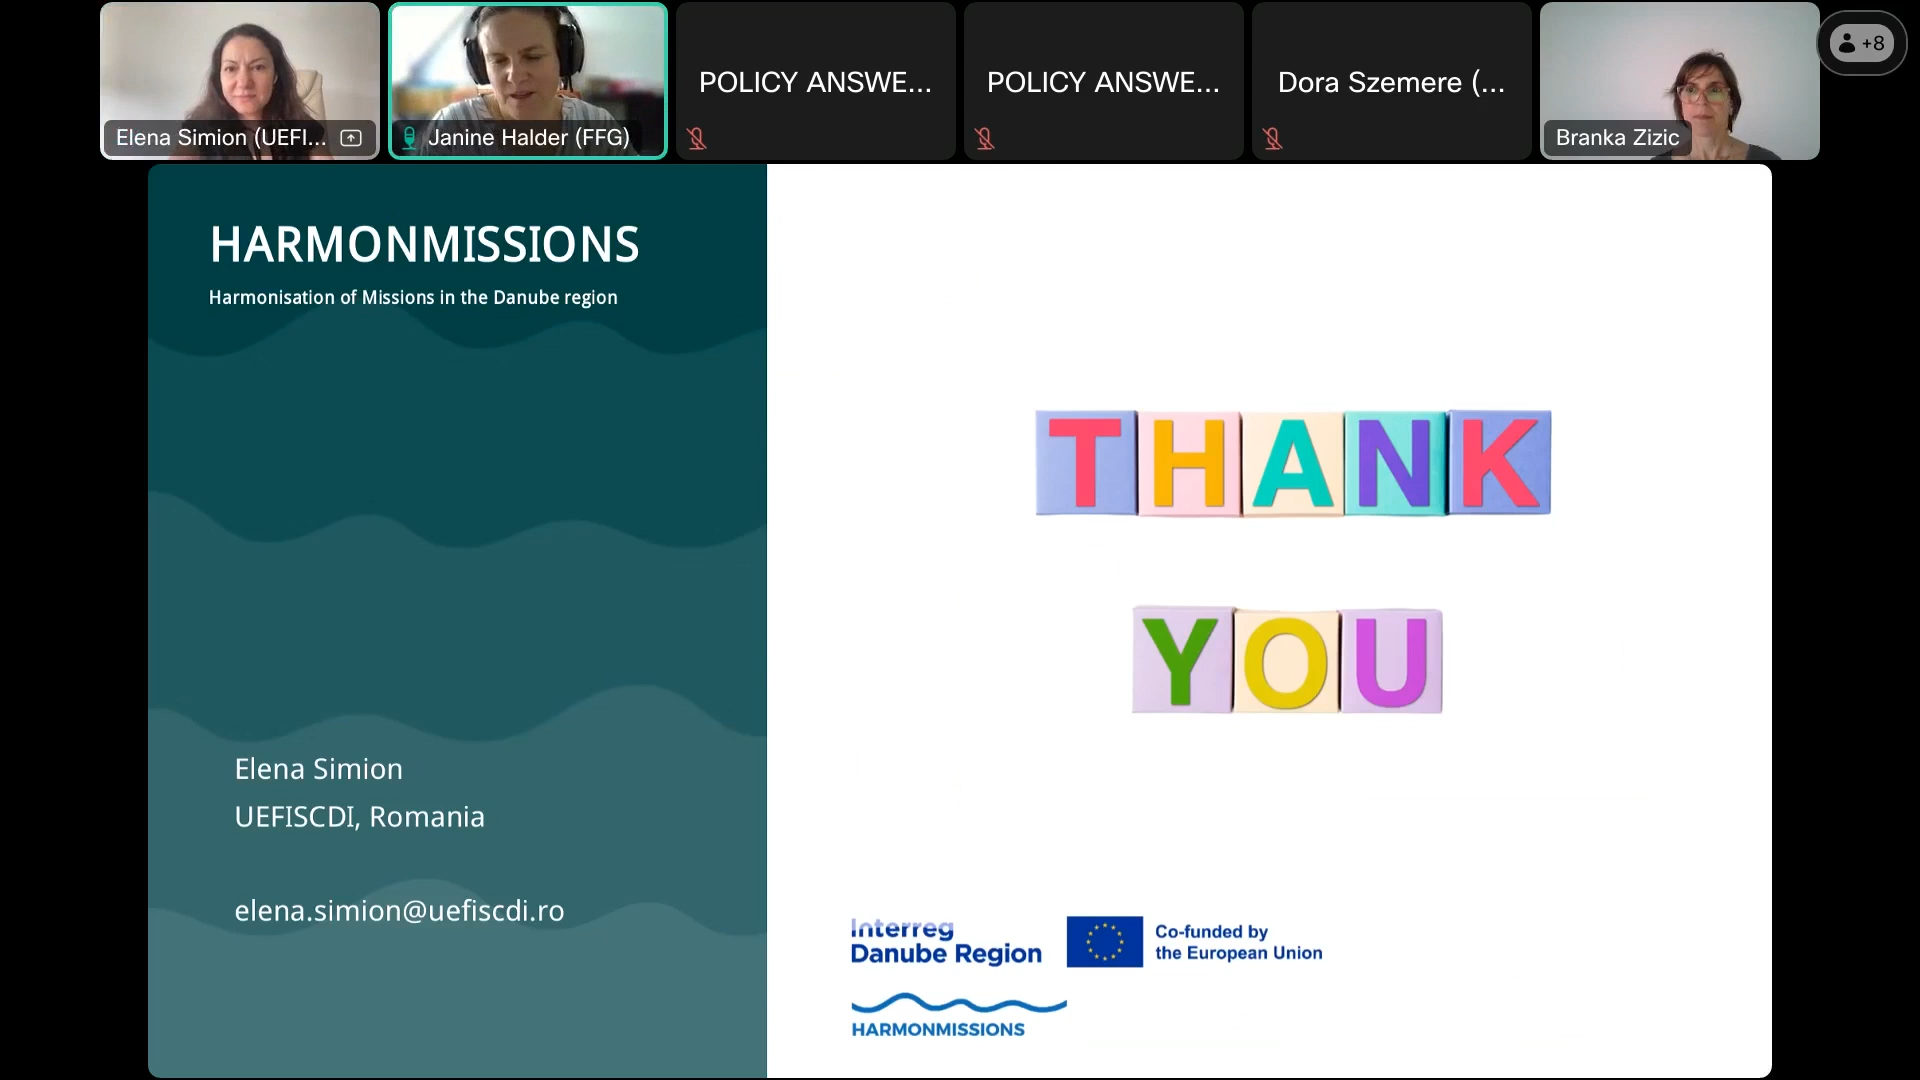 Elena Simion (UEFI...
Janine Halder (FFG)
POLICY ANSWE...
POLICY ANSWE...
Dora Szemere (...
Branka Zizic
+8
HARMONMISSIONS
Harmonisation of Missions in the Danube region
THANK
YOU
Elena Simion
UEFISCDI, Romania
elena.simion@uefiscdi.ro
Interreg
Danube Region
Co-funded by
the European Union
HARMONMISSIONS